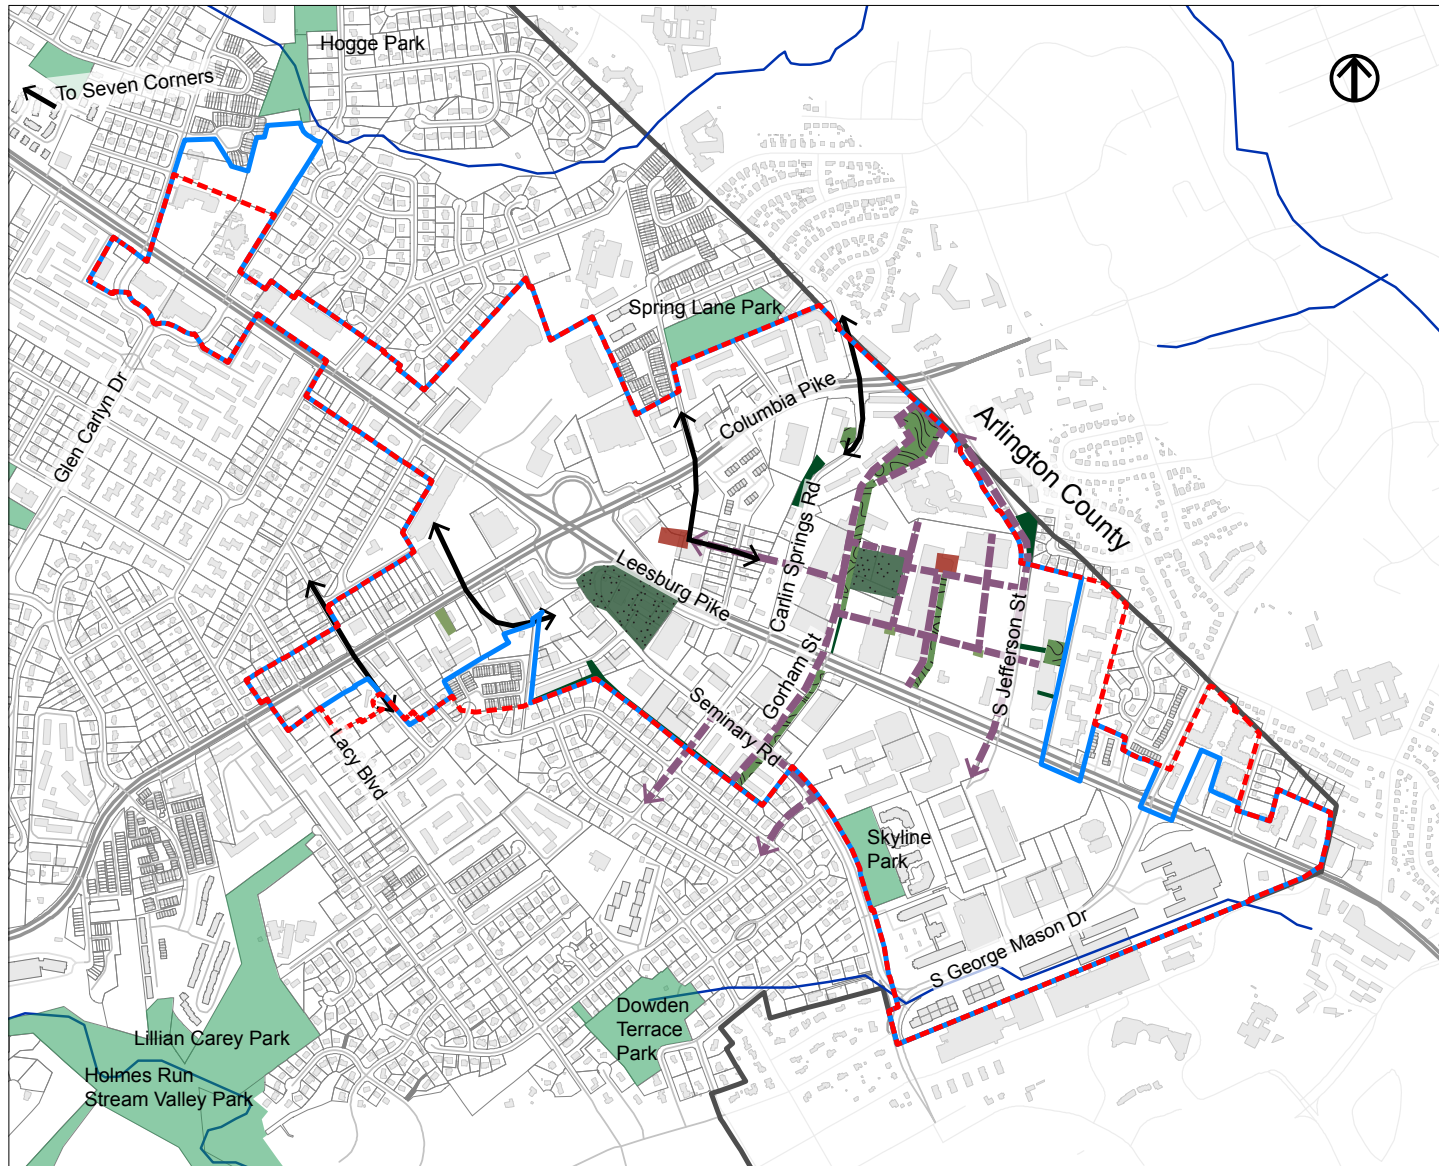 Hogge Park
To Seven Corners
Spring Lane Park
Glen Carlyn Dr
Columbia Pike
Arlington County
Carlin Springs Rd
Leesburg Pike
S Jefferson St
Gorham St
Seminary Rd
Lacy Blvd
Skyline
Park
S George Mason Dr
Dowden
Terrace
Park
Lillian Carey Park
Holmes Run
Stream Valley Park